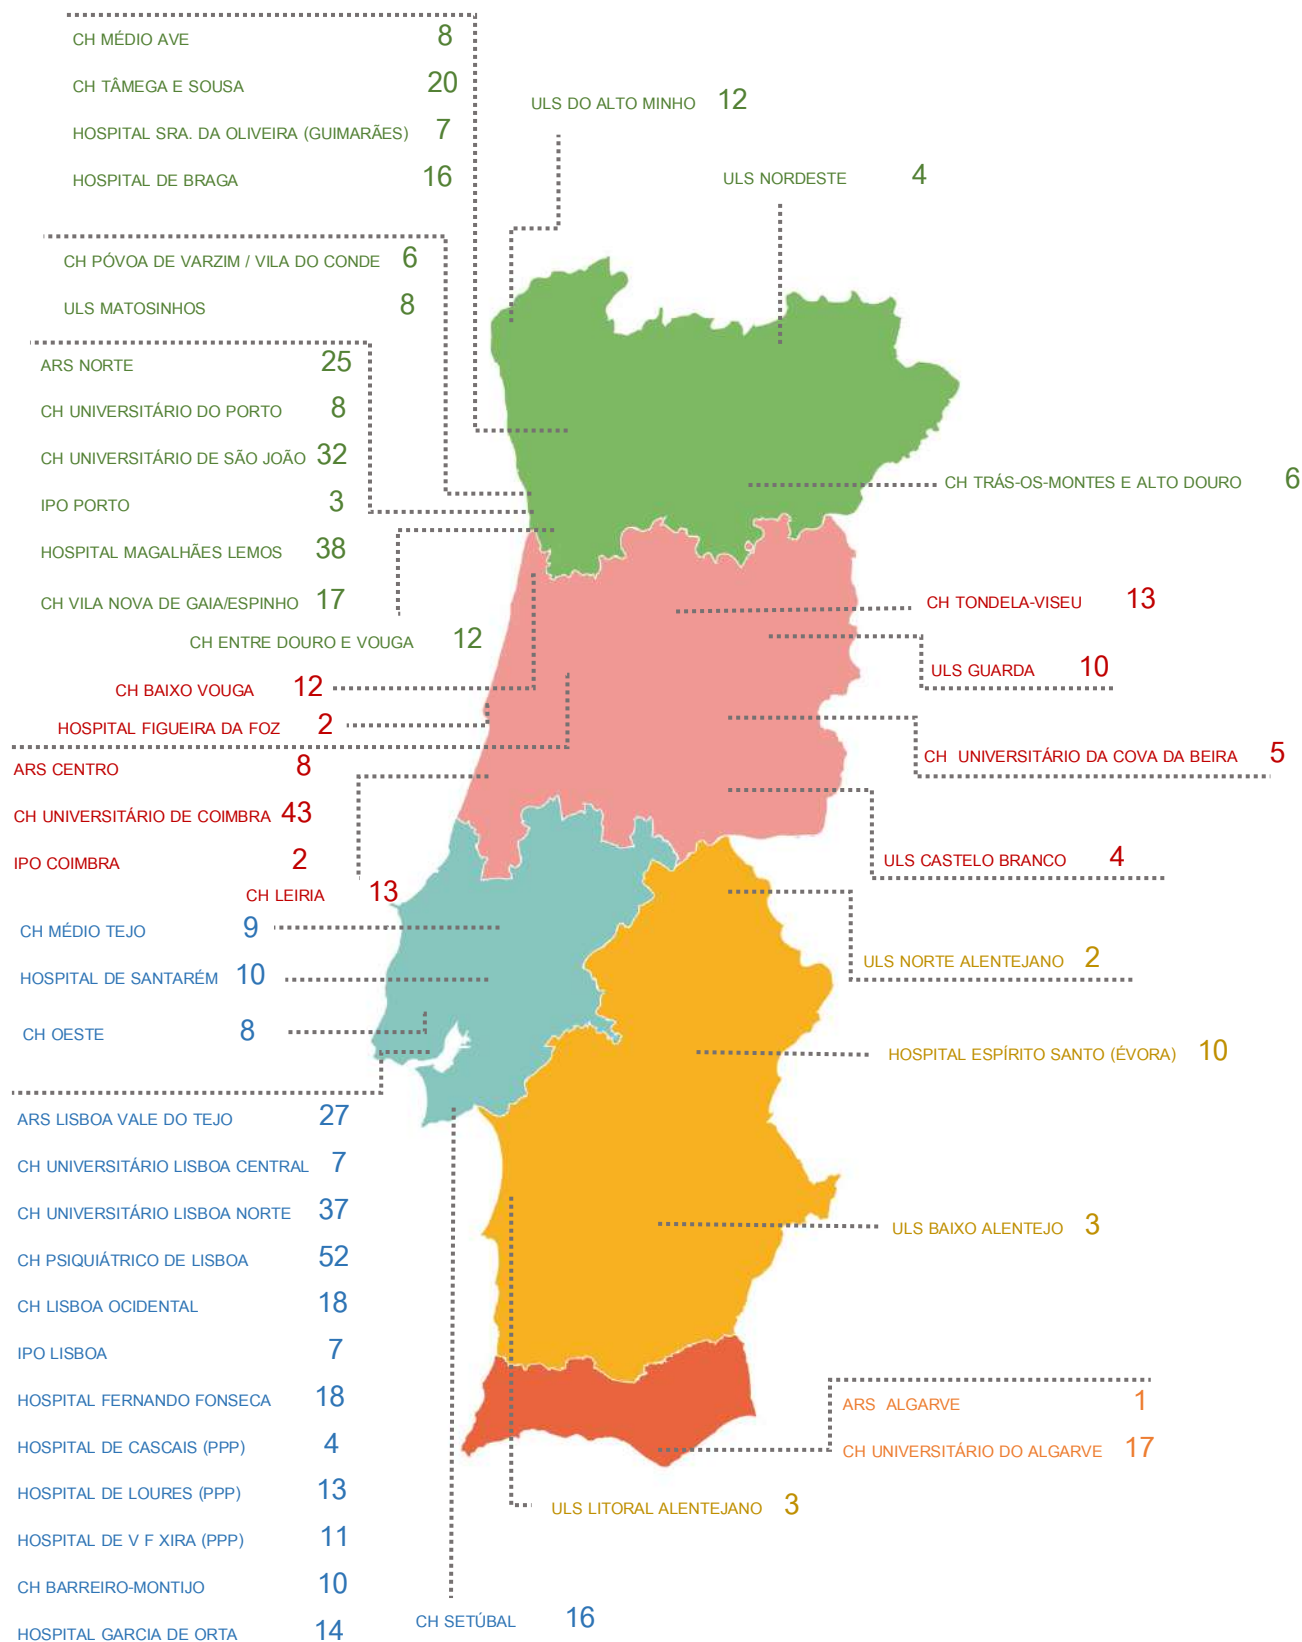 CH MÉDIO AVE 8
CH TÂMEGA E SOUSA 20
HOSPITAL SRA. DA OLIVEIRA (GUIMARÃES) 7
HOSPITAL DE BRAGA 16
ULS DO ALTO MINHO 12
ULS NORDESTE 4
CH PÓVOA DE VARZIM / VILA DO CONDE 6
ULS MATOSINHOS 8
ARS NORTE 25
CH UNIVERSITÁRIO DO PORTO 8
CH UNIVERSITÁRIO DE SÃO JOÃO 32
IPO PORTO 3
HOSPITAL MAGALHÃES LEMOS 38
CH VILA NOVA DE GAIA/ESPINHO 17
CH TRÁS-OS-MONTES E ALTO DOURO 6
CH ENTRE DOURO E VOUGA 12
CH BAIXO VOUGA 12
HOSPITAL FIGUEIRA DA FOZ 2
ARS CENTRO 8
CH UNIVERSITÁRIO DE COIMBRA 43
IPO COIMBRA 2
CH LEIRIA 13
CH TONDELA-VISEU 13
ULS GUARDA 10
CH UNIVERSITÁRIO DA COVA DA BEIRA 5
ULS CASTELO BRANCO 4
CH MÉDIO TEJO 9
HOSPITAL DE SANTARÉM 10
CH OESTE 8
ULS NORTE ALENTEJANO 2
HOSPITAL ESPÍRITO SANTO (ÉVORA) 10
ARS LISBOA VALE DO TEJO 27
CH UNIVERSITÁRIO LISBOA CENTRAL 7
CH UNIVERSITÁRIO LISBOA NORTE 37
CH PSIQUIÁTRICO DE LISBOA 52
CH LISBOA OCIDENTAL 18
IPO LISBOA 7
HOSPITAL FERNANDO FONSECA 18
HOSPITAL DE CASCAIS (PPP) 4
HOSPITAL DE LOURES (PPP) 13
HOSPITAL DE V F XIRA (PPP) 11
CH BARREIRO-MONTIJO 10
HOSPITAL GARCIA DE ORTA 14
ULS BAIXO ALENTEJO 3
ARS ALGARVE 1
CH UNIVERSITÁRIO DO ALGARVE 17
ULS LITORAL ALENTEJANO 3
CH SETÚBAL 16